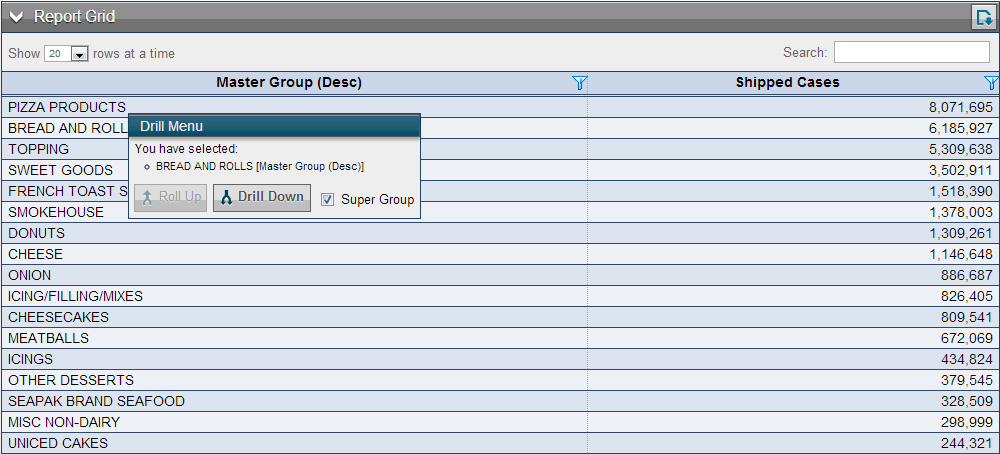 Report Grid
Show 20 rows at a time Search:
Master Group (Desc) Shipped Cases
PIZZA PRODUCTS 8,071,695
BREAD AND ROLL 6,185,927
Drill Menu
You have selected:
BREAD AND ROLLS [Master Group (Desc)]
Roll Up Drill Down Super Group
TOPPING 5,309,638
SWEET GOODS 3,502,911
FRENCH TOAST S 1,518,390
SMOKEHOUSE 1,378,003
DONUTS 1,309,261
CHEESE 1,146,648
ONION 886,687
ICING/FILLING/MIXES 826,405
CHEESECAKES 809,541
MEATBALLS 672,069
ICINGS 434,824
OTHER DESSERTS 379,545
SEAPAK BRAND SEAFOOD 328,509
MISC NON-DAIRY 298,999
UNICED CAKES 244,321